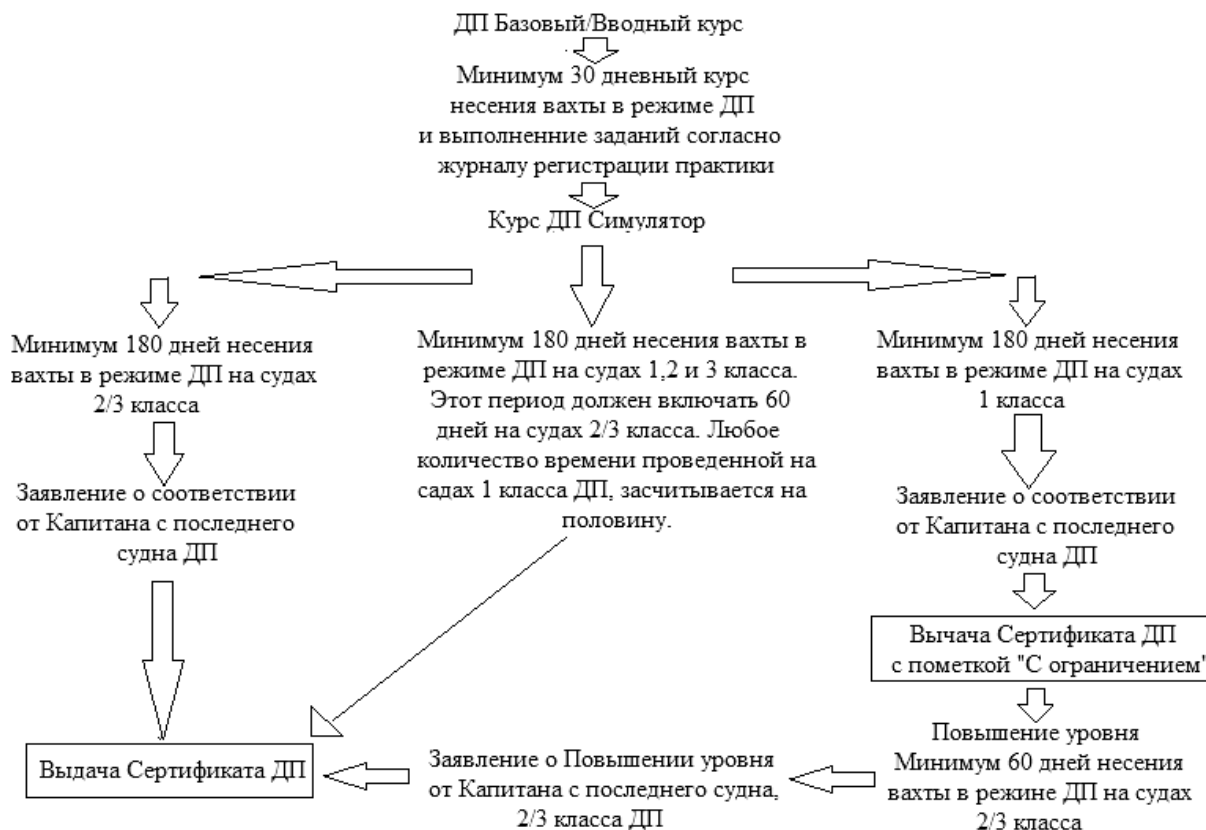 ДП Базовый/Вводный курс
Минимум 30 дневный курс
несения вахты в режиме ДП
и выполненние заданий согласно
журналу регистрации практики
Курс ДП Симулятор
Минимум 180 дней несения
вахты в режиме ДП на судах
2/3 класса
Заявление о соответствии
от Капитана с последнего
судна ДП
Минимум 180 дней несения вахты в
режиме ДП на судах 1,2 и 3 класса.
Этот период должен включать 60
дней на судах 2/3 класса. Любое
количество времени проведенной на
садах 1 класса ДП, засчитывается на
половину.
Минимум 180 дней несения
вахты в режиме ДП на судах
1 класса
Заявление о соответствии
от Капитана с последнего
судна ДП
Вычача Сертификата ДП
с пометкой "С ограничением"
Повышение уровня
Минимум 60 дней несения
вахты в режине ДП на судах
2/3 класса
Заявление о Повышении уровня
от Капитана с последнего судна,
2/3 класса ДП
Выдача Сертификата ДП